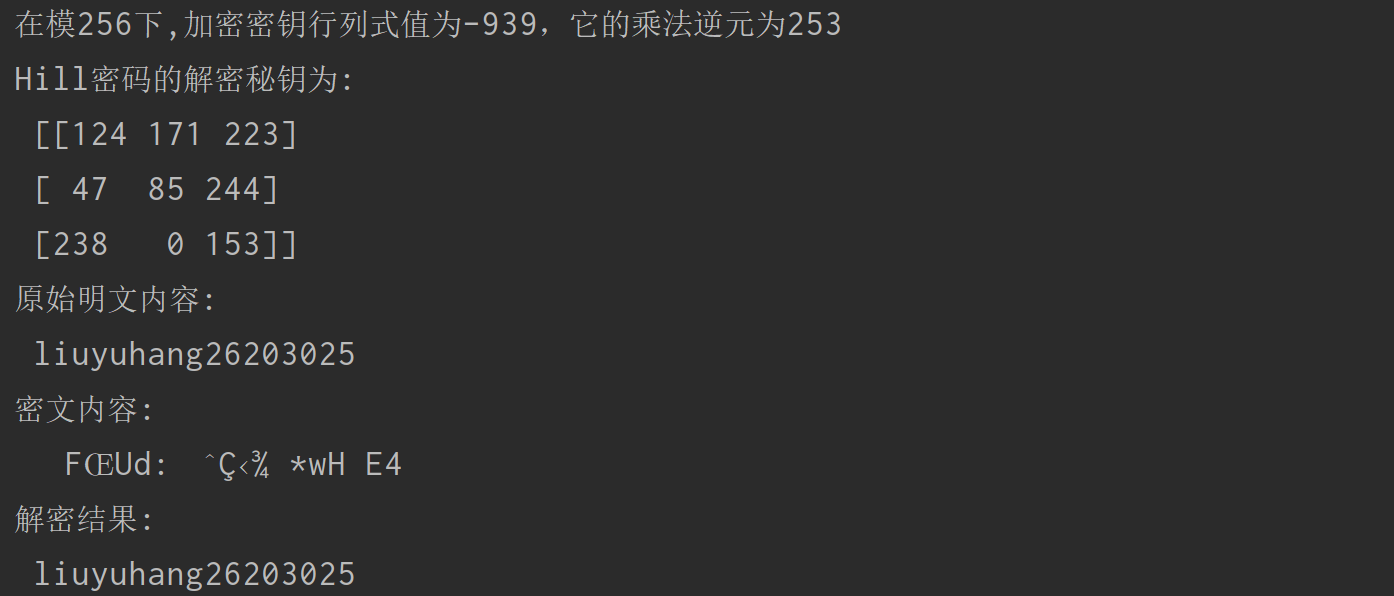 在模256下,加密密钥行列式值为-939，它的乘法逆元为253
Hill密码的解密秘钥为:
[[124 171 223]
[ 47  85 244]
[238   0 153]]
原始明文内容:
liuyuhang26203025
密文内容:
FŒUd:  ˆÇ‹¾ *wH E4
解密结果:
liuyuhang26203025